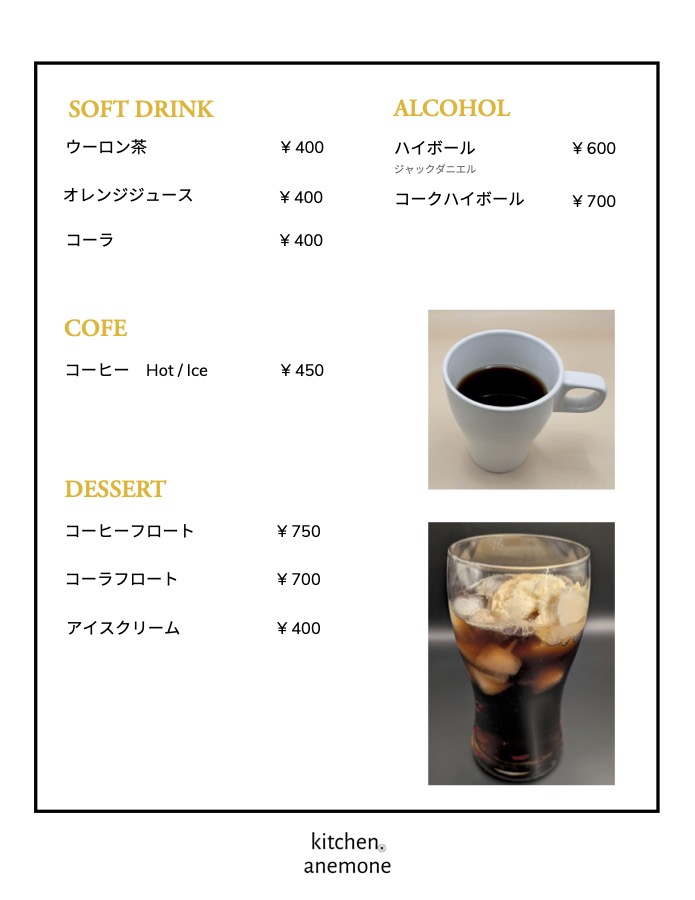 SOFT DRINK
ウーロン茶 ¥ 400
オレンジジュース ¥ 400
コーラ ¥ 400
COFE
コーヒー Hot / Ice ¥ 450
DESSERT
コーヒーフロート ¥ 750
コーラフロート ¥ 700
アイスクリーム ¥ 400
ALCOHOL
ハイボール ¥ 600
ジャックダニエル
コークハイボール ¥ 700
kitchen.
anemone